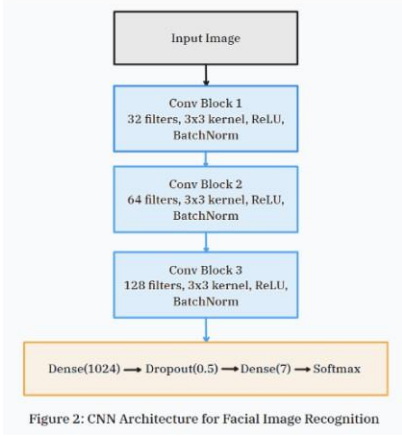 Input Image
Conv Block 1
32 filters, 3x3 kernel, ReLU,
BatchNorm
Conv Block 2
64 filters, 3x3 kernel, ReLU,
BatchNorm
Conv Block 3
128 filters, 3x3 kernel, ReLU,
BatchNorm
Dense(1024) → Dropout(0.5) → Dense(7) → Softmax
Figure 2: CNN Architecture for Facial Image Recognition